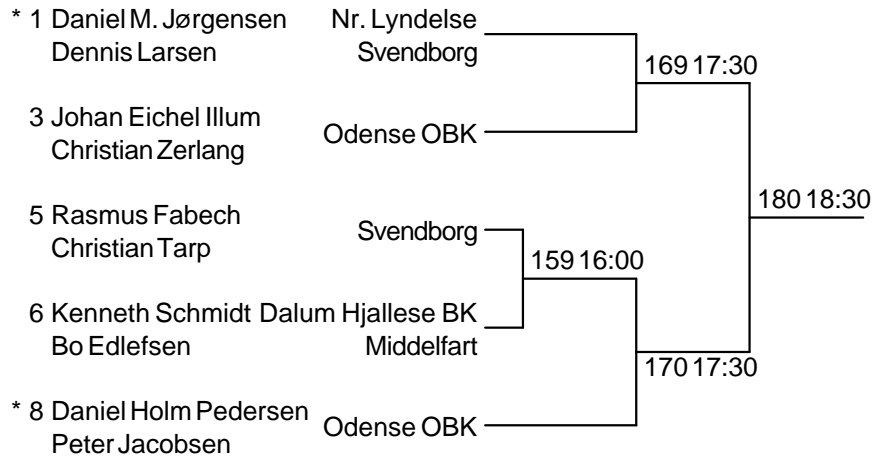 * 1 Daniel M. Jørgensen Nr. Lyndelse
Dennis Larsen Svendborg
169 17:30
3 Johan Eichel Illum
Christian Zerlang
Odense OBK
180 18:30
5 Rasmus Fabech
Christian Tarp
Svendborg
159 16:00
6 Kenneth Schmidt Dalum Hjallese BK
Bo Edlefsen Middelfart
170 17:30
* 8 Daniel Holm Pedersen
Peter Jacobsen
Odense OBK